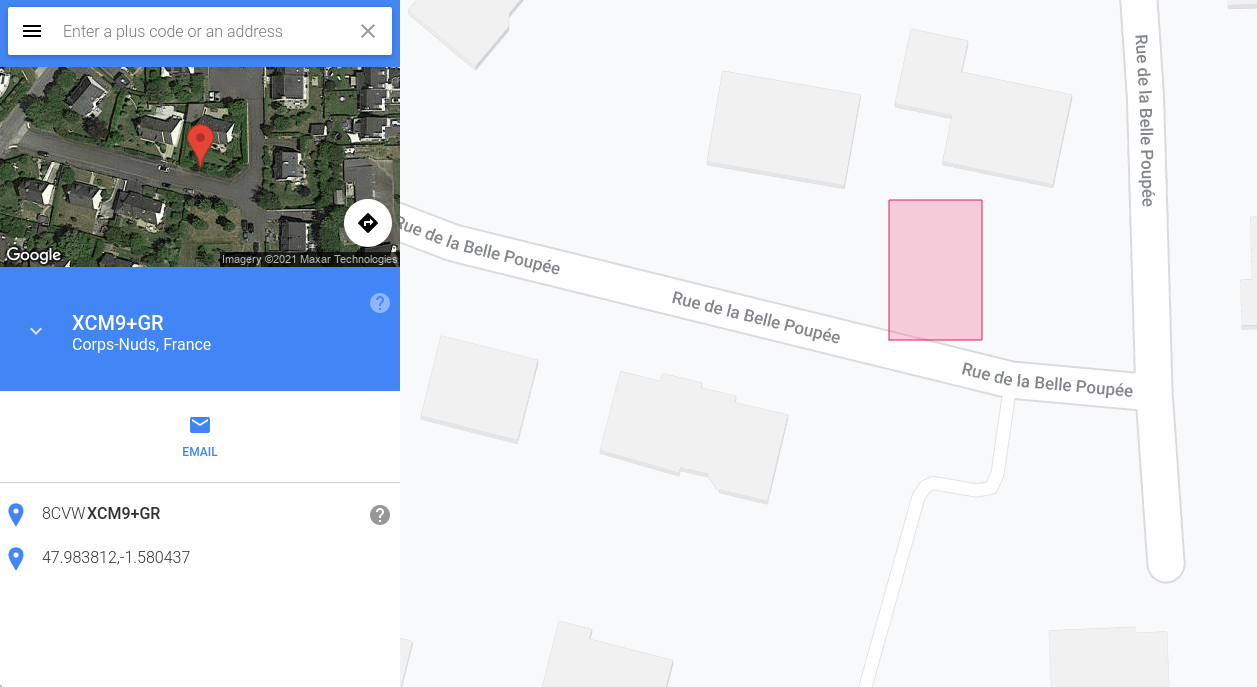 Enter a plus code or an address
Google
Imagery ©2021 Maxar Technologies
XCM9+GR
Corps-Nuds, France
?
EMAIL
8CVWXCM9+GR
?
47.983812,-1.580437
Rue de la Belle Poupée
Rue de la Belle Poupée
Rue de la Belle Poupée
Rue de la Belle Poupée